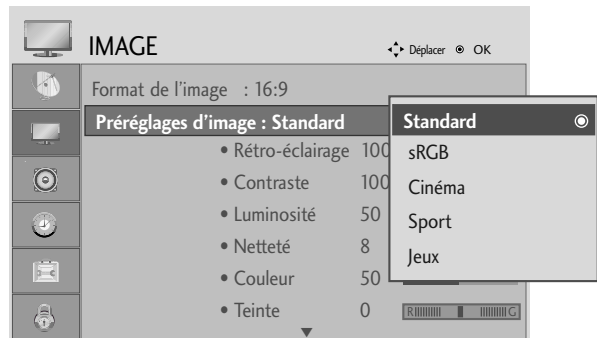 IMAGE
Déplacer OK
Format de l'image : 16:9
Préréglages d'image : Standard
• Rétro-éclairage 100
• Contraste 100
• Luminosité 50
• Netteté 8
• Couleur 50
• Teinte 0 R G
Standard
sRGB
Cinéma
Sport
Jeux